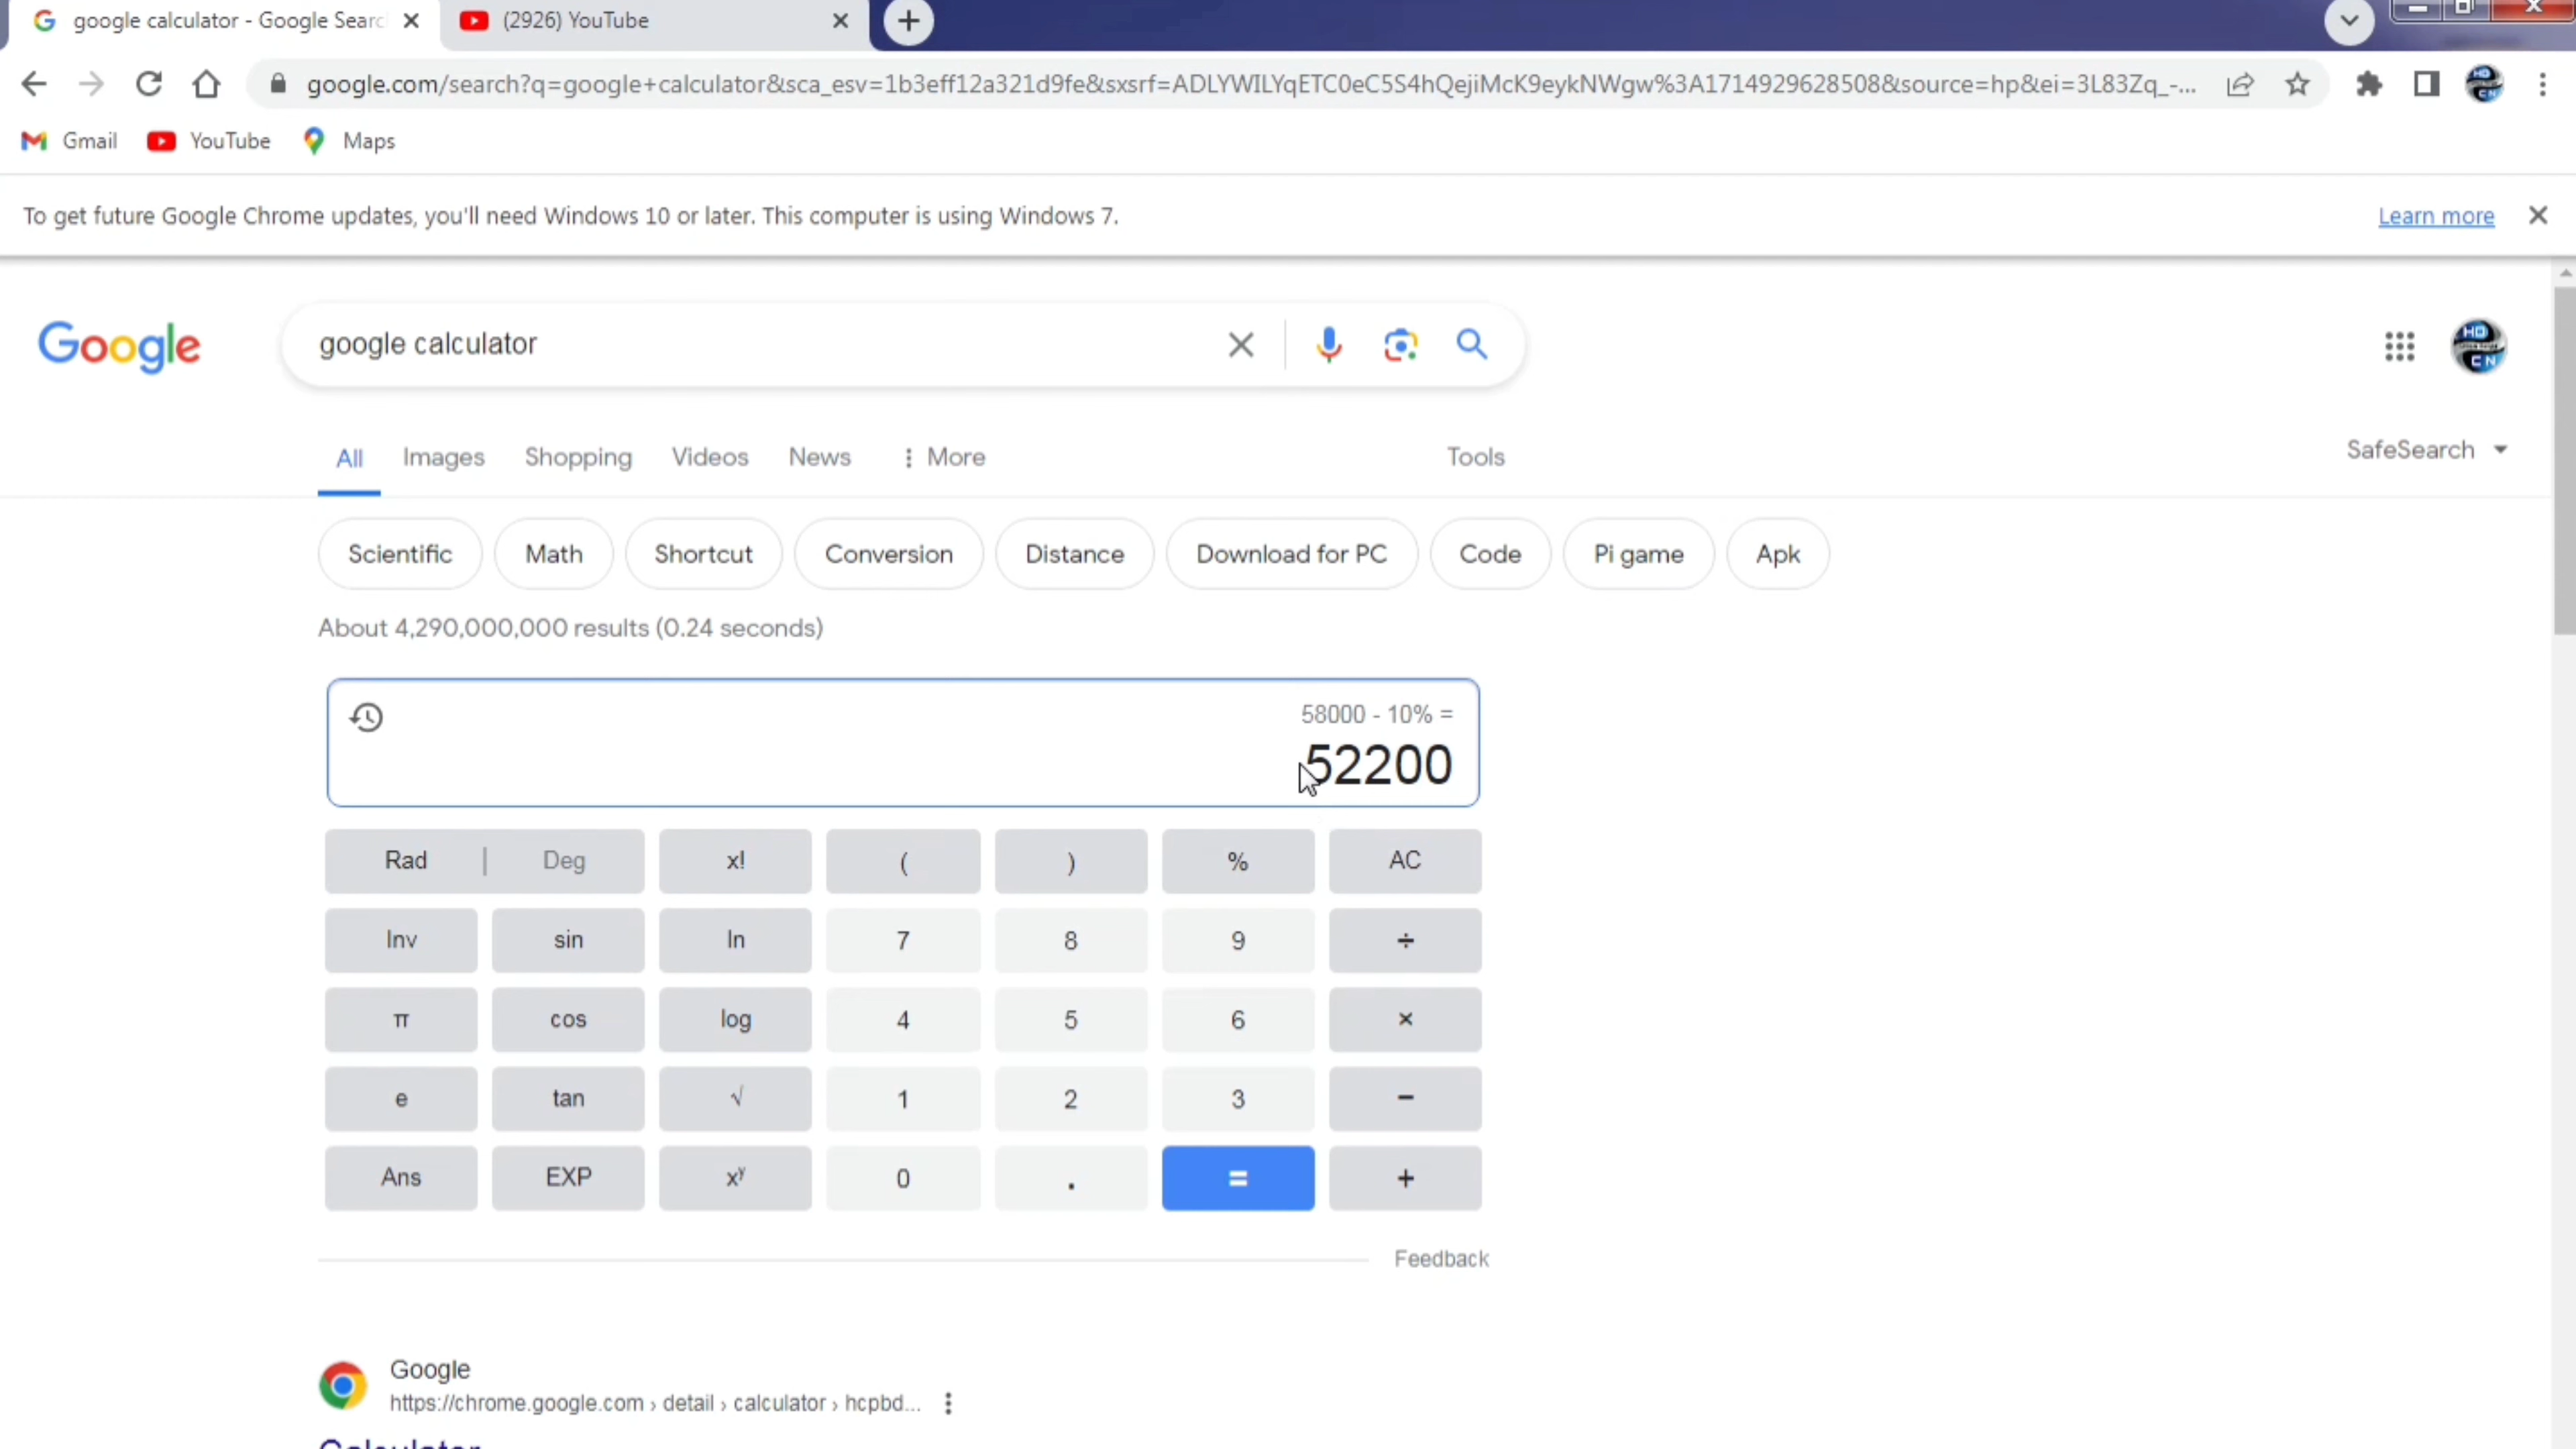 google calculator - Google Searc
(2926) YouTube
google.com/search?q=google+calculator&sca_esv=1b3eff12a321d9fe&sxsrf=ADLYWILYqETC0eC5S4hQejiMcK9eykNWgw%3A1714929628508&source=hp&ei=3L83Zq_-...
Gmail YouTube Maps
To get future Google Chrome updates, you'll need Windows 10 or later. This computer is using Windows 7. Learn more
Google google calculator
All Images Shopping Videos News More Tools SafeSearch
Scientific Math Shortcut Conversion Distance Download for PC Code Pi game Apk
About 4,290,000,000 results (0.24 seconds)
58000 - 10% =
52200
Rad | Deg x! ( ) % AC
Inv sin ln 7 8 9 ÷
π cos log 4 5 6 ×
e tan √ 1 2 3 −
Ans EXP xʸ 0 . = +
Feedback
Google
https://chrome.google.com › detail › calculator › hcpbd...
Calculator